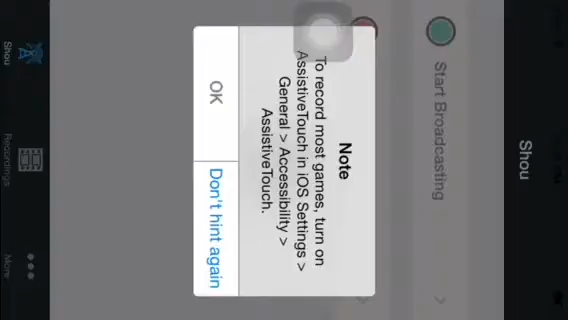 Shou
Start Broadcasting
Note
To record most games, turn on
AssistiveTouch in iOS Settings >
General > Accessibility >
AssistiveTouch.
OK
Don't hint again
Shou
Recordings
More